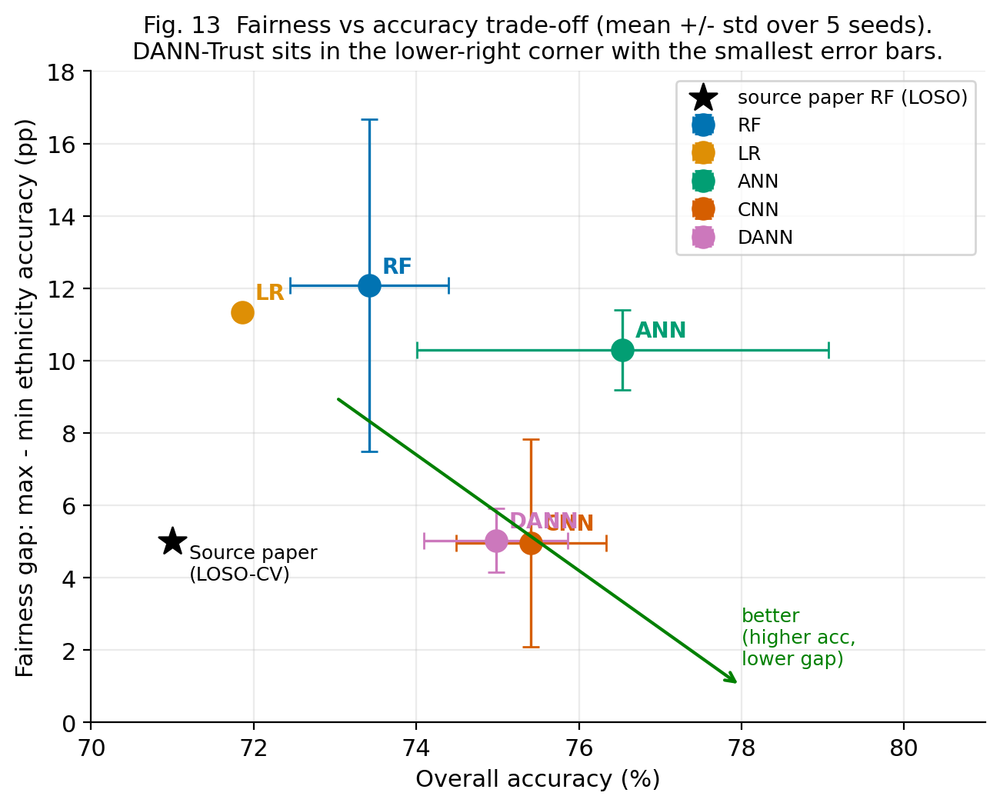 Fig. 13  Fairness vs accuracy trade-off (mean +/- std over 5 seeds).
DANN-Trust sits in the lower-right corner with the smallest error bars.
Fairness gap: max - min ethnicity accuracy (pp)
18
16
14
12
10
8
6
4
2
0
source paper RF (LOSO)
RF
LR
ANN
CNN
DANN
RF
LR
ANN
DANN
CNN
Source paper
(LOSO-CV)
better
(higher acc,
lower gap)
70 72 74 76 78 80
Overall accuracy (%)